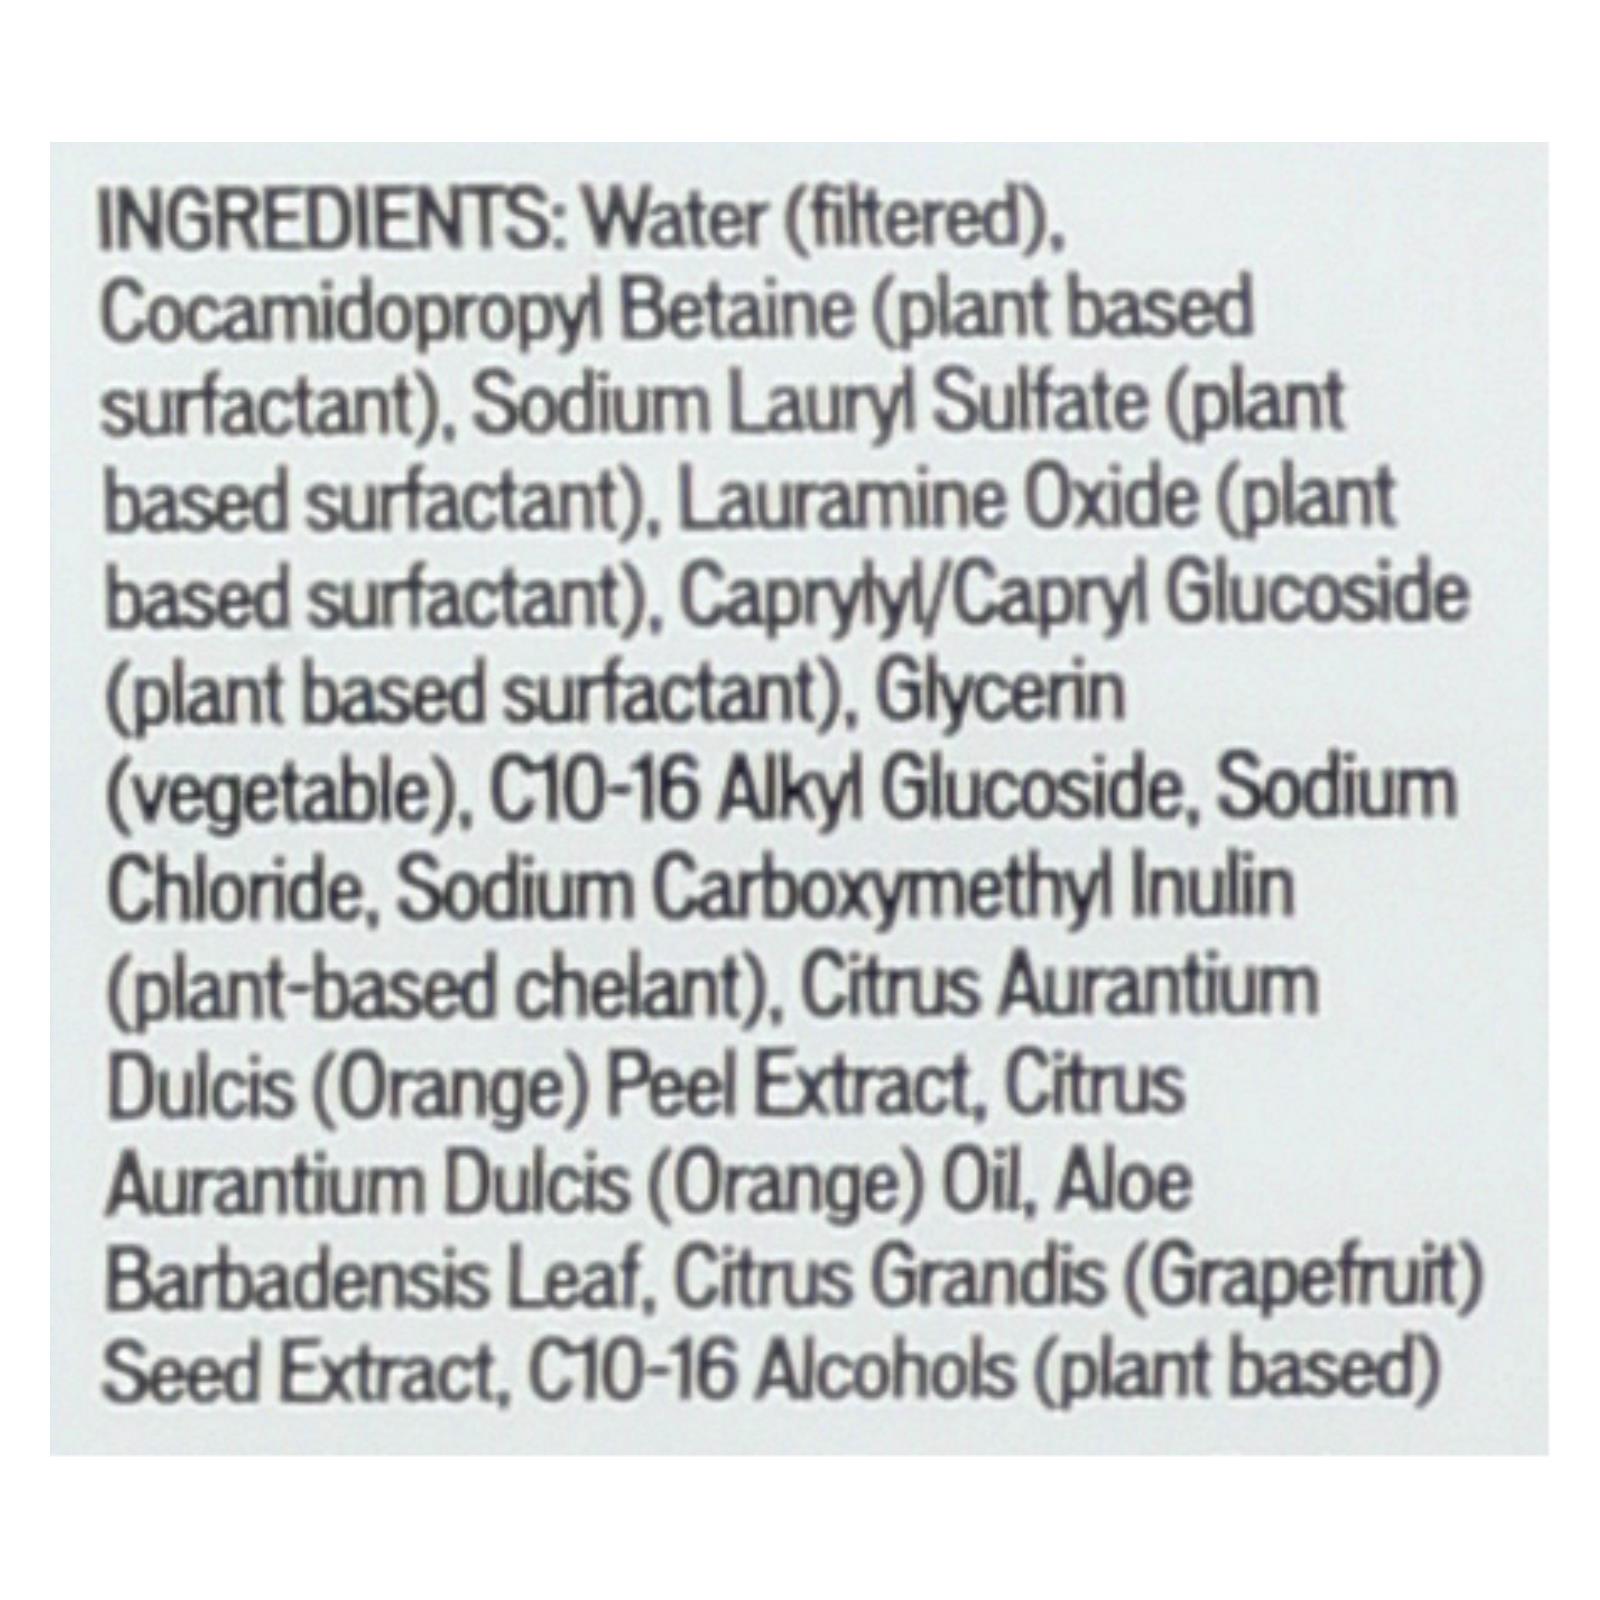 INGREDIENTS: Water (filtered),
Cocamidopropyl Betaine (plant based
surfactant), Sodium Lauryl Sulfate (plant
based surfactant), Lauramine Oxide (plant
based surfactant), Caprylyl/Capryl Glucoside
(plant based surfactant), Glycerin
(vegetable), C10-16 Alkyl Glucoside, Sodium
Chloride, Sodium Carboxymethyl Inulin
(plant-based chelant), Citrus Aurantium
Dulcis (Orange) Peel Extract, Citrus
Aurantium Dulcis (Orange) Oil, Aloe
Barbadensis Leaf, Citrus Grandis (Grapefruit)
Seed Extract, C10-16 Alcohols (plant based)